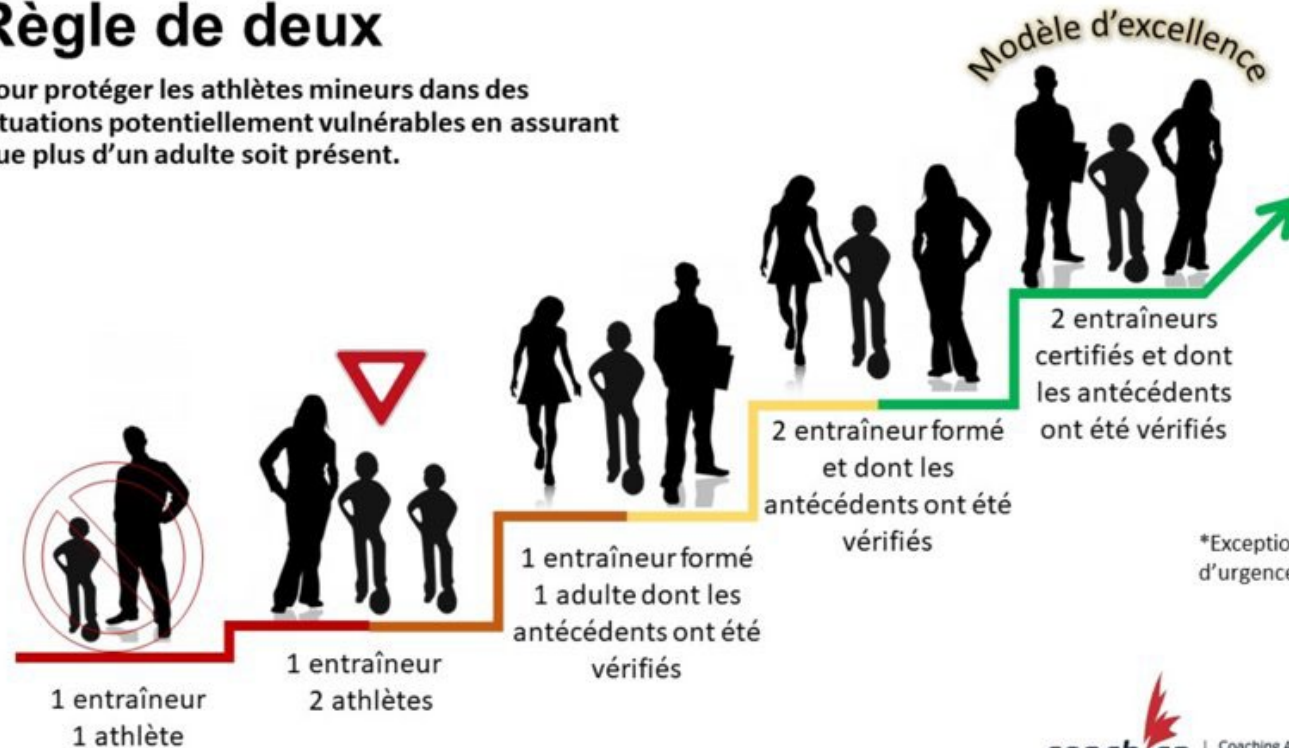 Règle de deux
our protéger les athlètes mineurs dans des
tuations potentiellement vulnérables en assurant
ue plus d'un adulte soit présent.
Modèle d'excellence
2 entraîneurs
certifiés et dont
les antécédents
ont été vérifiés
2 entraîneur formé
et dont les
antécédents ont été
vérifiés
1 entraîneur formé
1 adulte dont les
antécédents ont été
vérifiés
1 entraîneur
2 athlètes
1 entraîneur
1 athlète
*Exceptio
d'urgence
Coaching